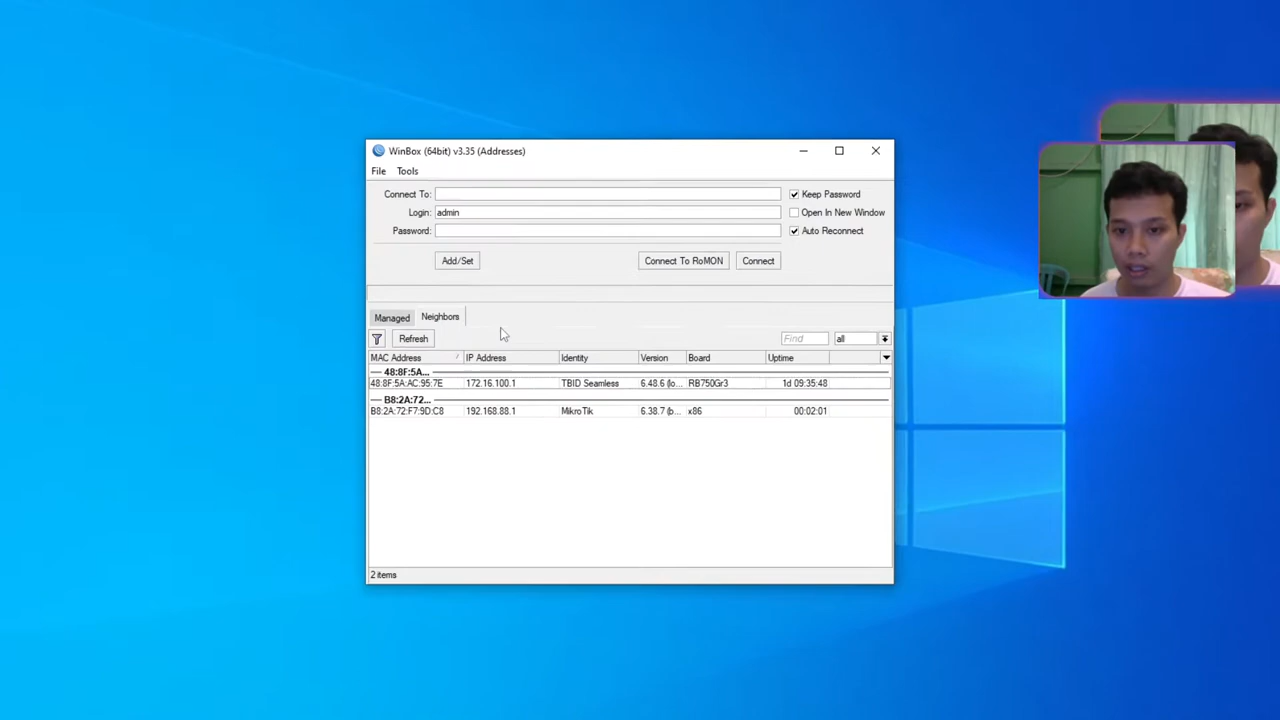 WinBox (64bit) v3.35 (Addresses)
File Tools
Connect To: Keep Password
Login: admin Open In New Window
Password: Auto Reconnect
Add/Set Connect To RoMON Connect
Managed Neighbors
Refresh Find all
MAC Address / IP Address Identity Version Board Uptime
48:8F:5A...
48:8F:5A:AC:95:7E 172.16.100.1 TBID Seamless 6.48.6 (lo... RB750Gr3 1d 09:35:48
B8:2A:72...
B8:2A:72:F7:9D:C8 192.168.88.1 MikroTik 6.38.7 (b... x86 00:02:01
2 items